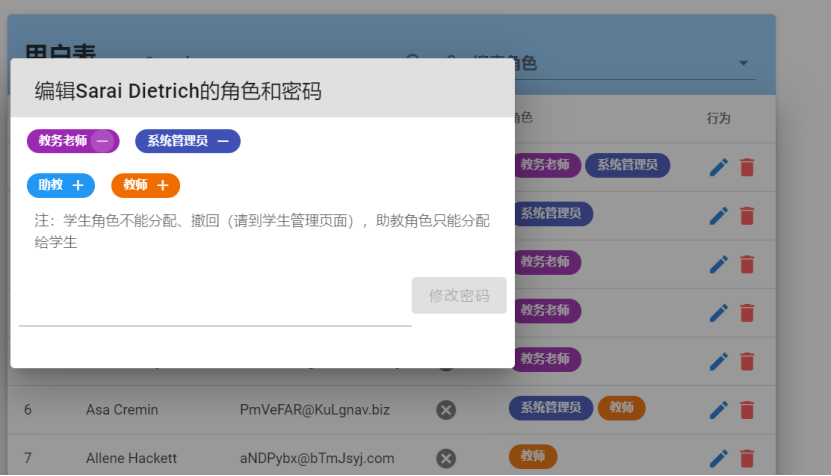 用户表
搜索角色
编辑Sarai Dietrich的角色和密码
角色 行为
教务老师 系统管理员
助教 教师
注：学生角色不能分配、撤回（请到学生管理页面），助教角色只能分配
给学生
修改密码
教务老师 系统管理员
系统管理员
教务老师
教务老师
教务老师
6 Asa Cremin PmVeFAR@KuLgnav.biz 系统管理员 教师
7 Allene Hackett aNDPybx@bTmJsyj.com 教师